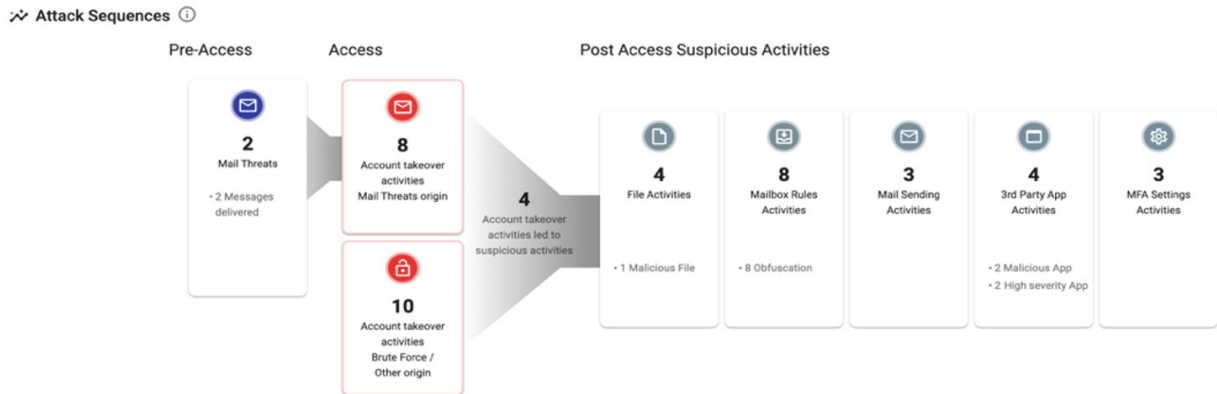 Attack Sequences
Pre-Access
Access
Post Access Suspicious Activities
2
Mail Threats
• 2 Messages
delivered
8
Account takeover
activities
Mail Threats origin
10
Account takeover
activities
Brute Force /
Other origin
4
Account takeover
activities led to
suspicious activities
4
File Activities
• 1 Malicious File
8
Mailbox Rules
Activities
• 8 Obfuscation
3
Mail Sending
Activities
4
3rd Party App
Activities
• 2 Malicious App
• 2 High severity App
3
MFA Settings
Activities